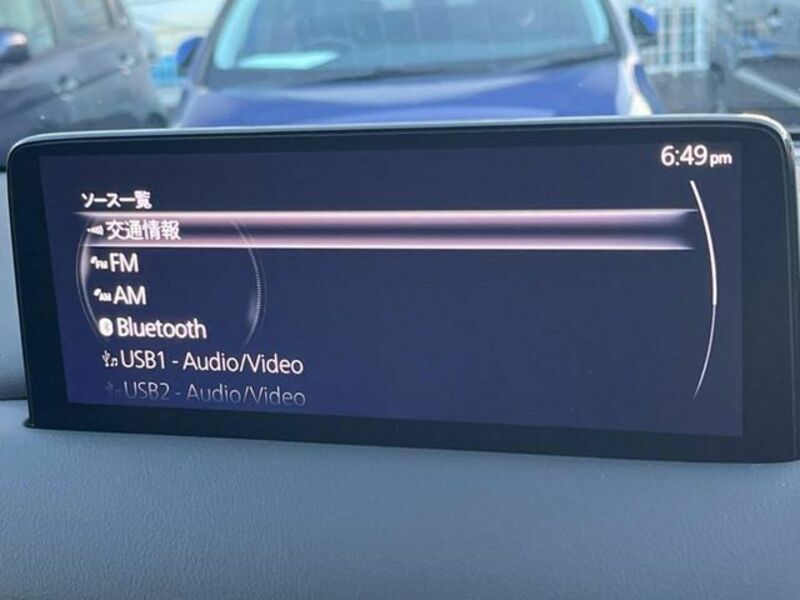 6:49pm
ソース一覧
交通情報
FM
AM
Bluetooth
USB1 - Audio/Video
USB2 - Audio/Video